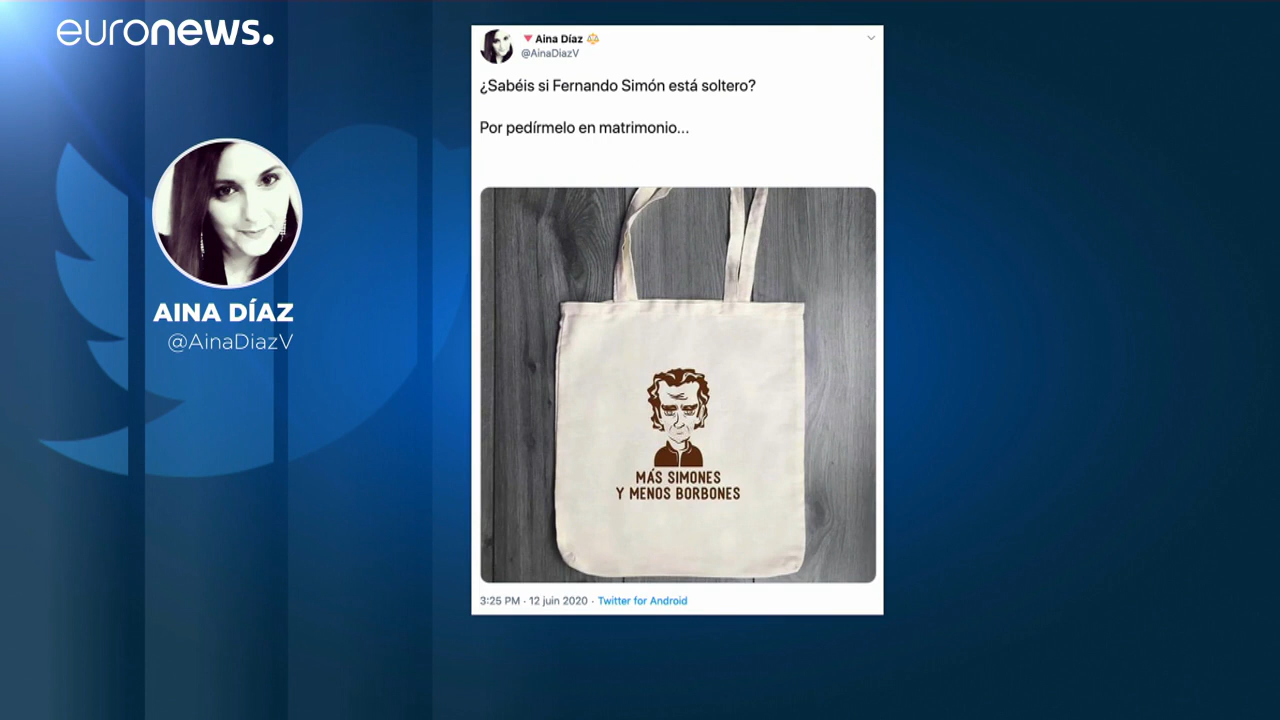 euronews.
Aina Díaz
@AinaDiazV
¿Sabéis si Fernando Simón está soltero?
Por pedírmelo en matrimonio...
AINA DÍAZ
@AinaDiazV
MÁS SIMONES
Y MENOS BORBONES
3:25 PM · 12 juin 2020 · Twitter for Android